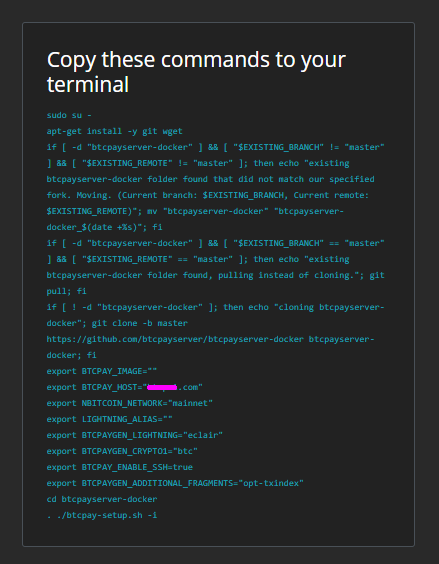 Copy these commands to your
terminal
sudo su -
apt-get install -y git wget
if [ -d "btcpayserver-docker" ] && [ "$EXISTING_BRANCH" != "master"
] && [ "$EXISTING_REMOTE" != "master" ]; then echo "existing
btcpayserver-docker folder found that did not match our specified
fork. Moving. (Current branch: $EXISTING_BRANCH, Current remote:
$EXISTING_REMOTE)"; mv "btcpayserver-docker" "btcpayserver-
docker_$(date +%s)"; fi
if [ -d "btcpayserver-docker" ] && [ "$EXISTING_BRANCH" == "master"
] && [ "$EXISTING_REMOTE" == "master" ]; then echo "existing
btcpayserver-docker folder found, pulling instead of cloning."; git
pull; fi
if [ ! -d "btcpayserver-docker" ]; then echo "cloning btcpayserver-
docker"; git clone -b master
https://github.com/btcpayserver/btcpayserver-docker btcpayserver-
docker; fi
export BTCPAY_IMAGE=""
export BTCPAY_HOST=".com"
export NBITCOIN_NETWORK="mainnet"
export LIGHTNING_ALIAS=""
export BTCPAYGEN_LIGHTNING="eclair"
export BTCPAYGEN_CRYPTO1="btc"
export BTCPAY_ENABLE_SSH=true
export BTCPAYGEN_ADDITIONAL_FRAGMENTS="opt-txindex"
cd btcpayserver-docker
. ./btcpay-setup.sh -i